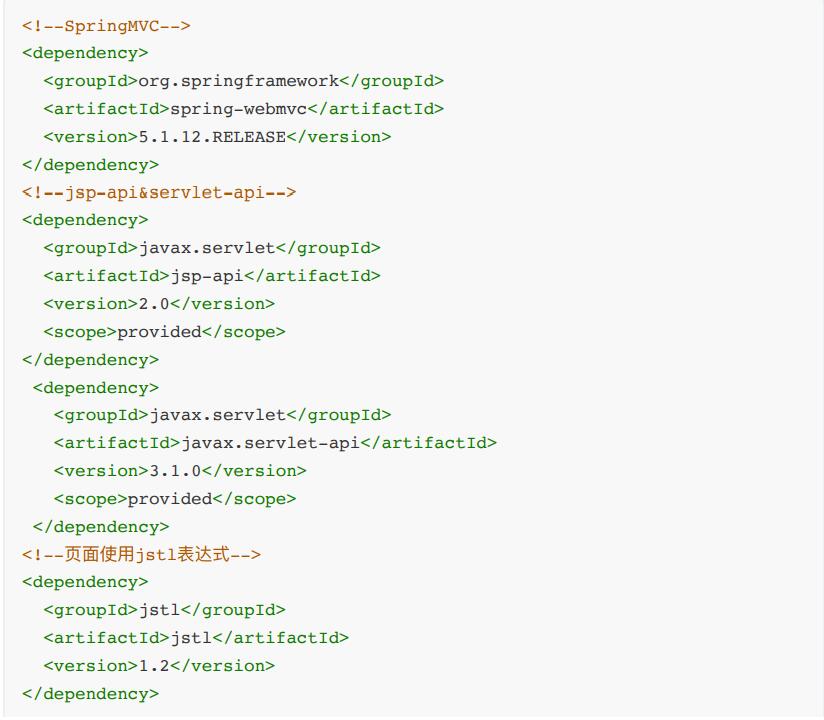 <!--SpringMVC-->
<dependency>
  <groupId>org.springframework</groupId>
  <artifactId>spring-webmvc</artifactId>
  <version>5.1.12.RELEASE</version>
</dependency>
<!--jsp-api&servlet-api-->
<dependency>
  <groupId>javax.servlet</groupId>
  <artifactId>jsp-api</artifactId>
  <version>2.0</version>
  <scope>provided</scope>
</dependency>
 <dependency>
   <groupId>javax.servlet</groupId>
   <artifactId>javax.servlet-api</artifactId>
   <version>3.1.0</version>
   <scope>provided</scope>
 </dependency>
<!--页面使用jstl表达式-->
<dependency>
  <groupId>jstl</groupId>
  <artifactId>jstl</artifactId>
  <version>1.2</version>
</dependency>